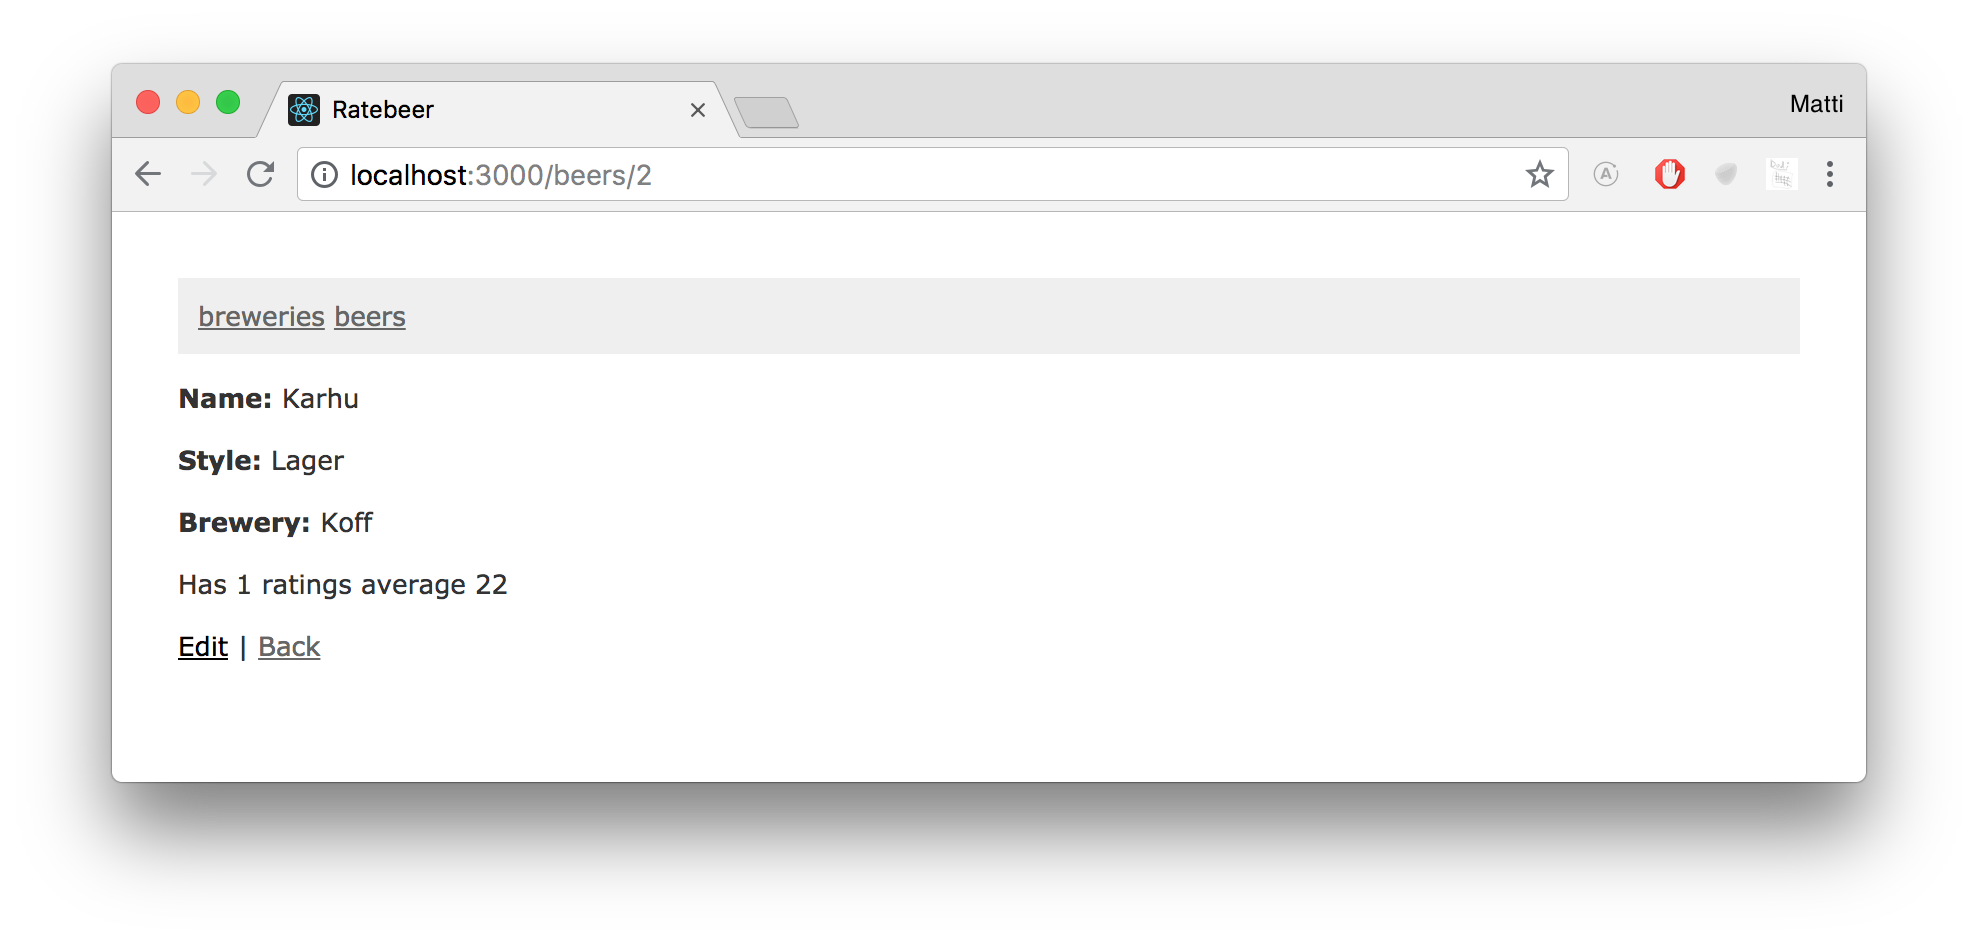 Ratebeer
Matti
localhost:3000/beers/2
breweries beers
Name: Karhu
Style: Lager
Brewery: Koff
Has 1 ratings average 22
Edit | Back